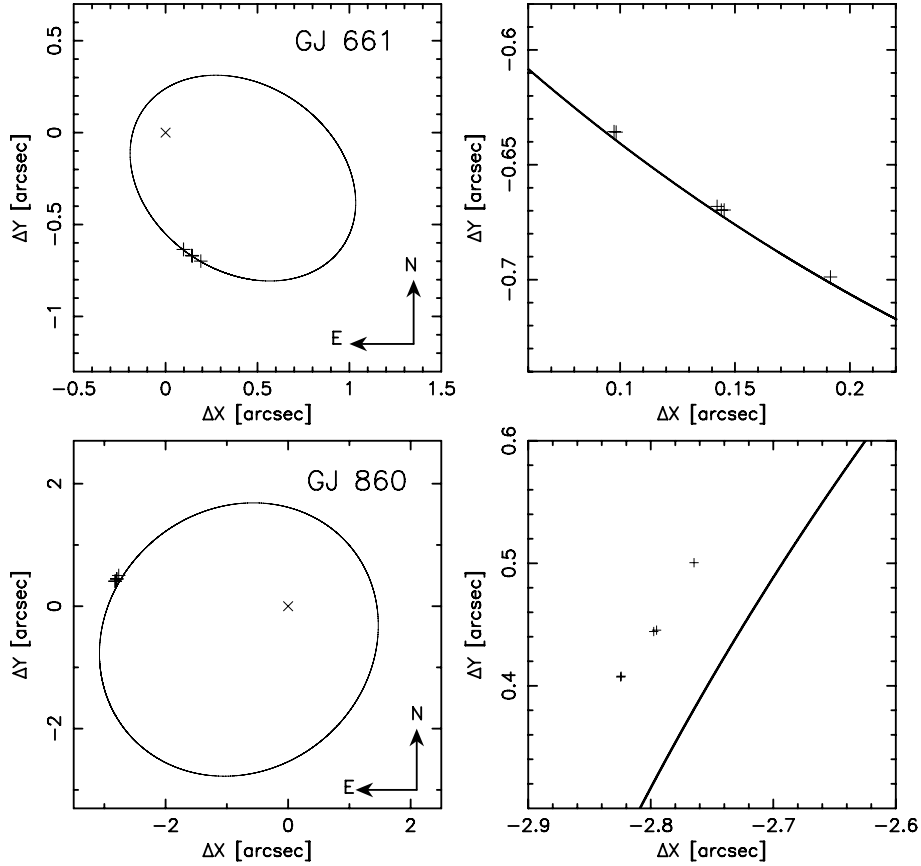 GJ 661
0.5
0
−0.5
−1
ΔY [arcsec]
N
E
−0.5 0 0.5 1 1.5
ΔX [arcsec]
−0.6
−0.65
−0.7
ΔY [arcsec]
0.1 0.15 0.2
ΔX [arcsec]
GJ 860
2
0
−2
ΔY [arcsec]
N
E
−2 0 2
ΔX [arcsec]
0.6
0.5
0.4
ΔY [arcsec]
−2.9 −2.8 −2.7 −2.6
ΔX [arcsec]